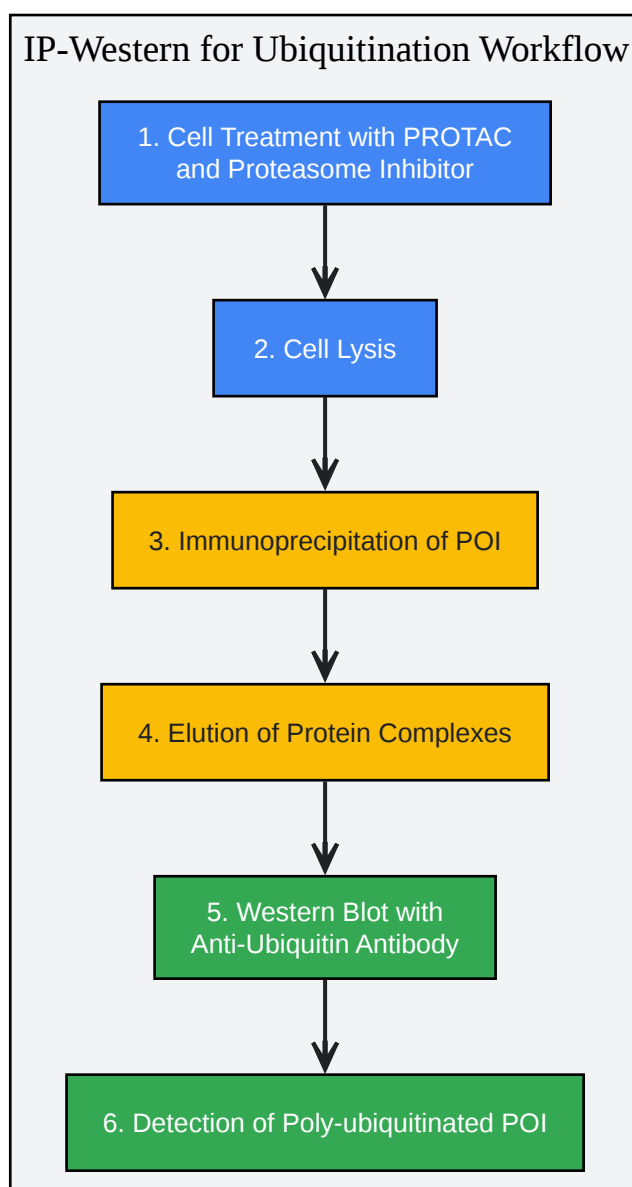 IP-Western for Ubiquitination Workflow
1. Cell Treatment with PROTAC
and Proteasome Inhibitor
2. Cell Lysis
3. Immunoprecipitation of POI
4. Elution of Protein Complexes
5. Western Blot with
Anti-Ubiquitin Antibody
6. Detection of Poly-ubiquitinated POI